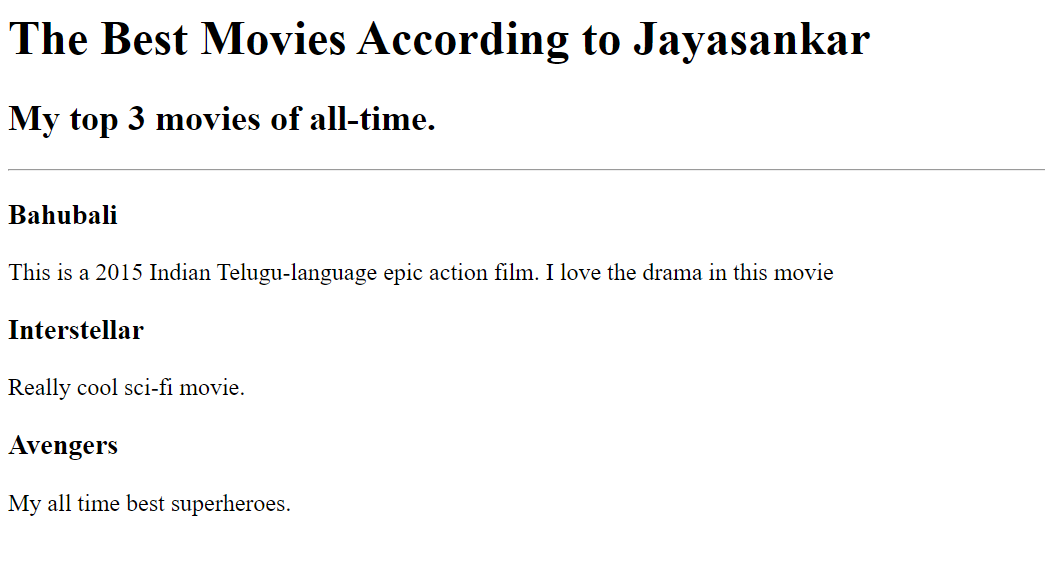 The Best Movies According to Jayasankar
My top 3 movies of all-time.
Bahubali
This is a 2015 Indian Telugu-language epic action film. I love the drama in this movie
Interstellar
Really cool sci-fi movie.
Avengers
My all time best superheroes.